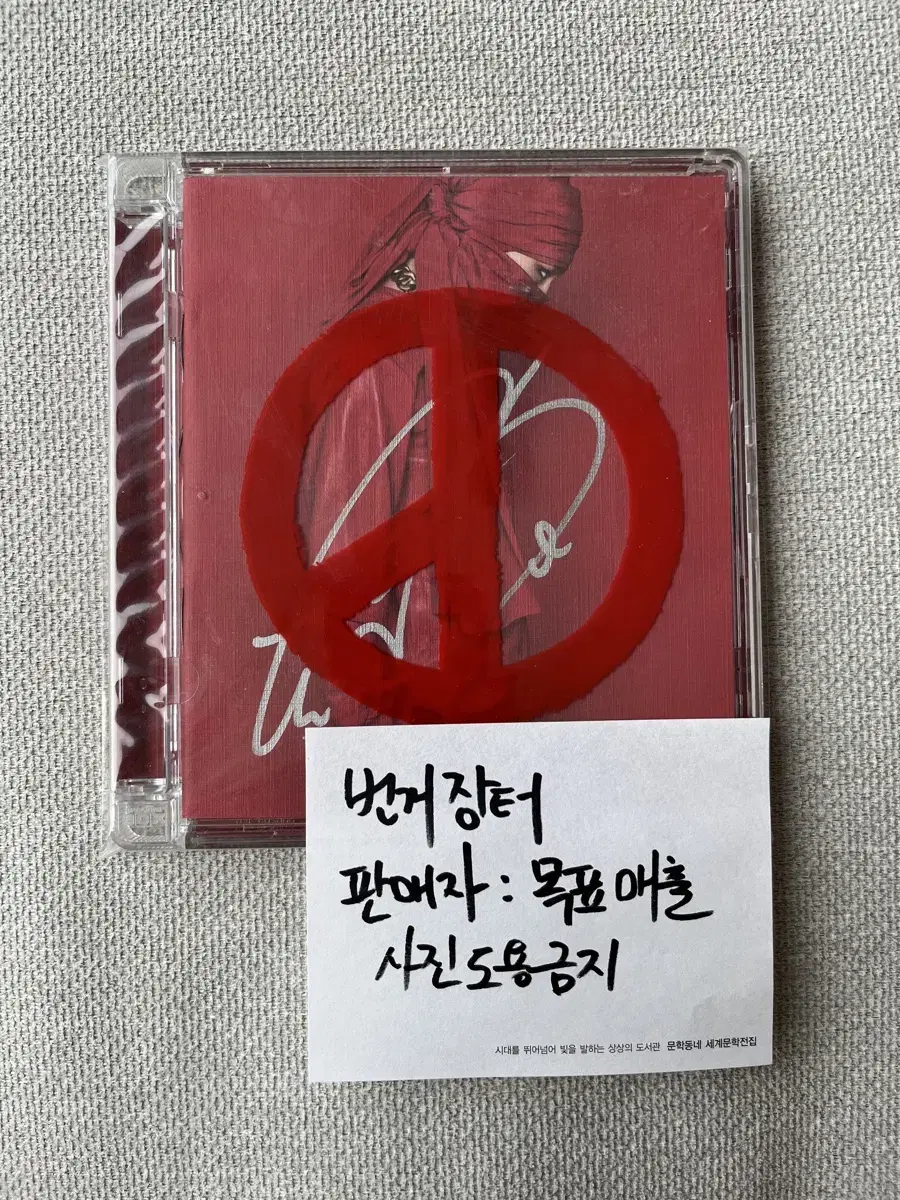 번개장터
판매자 : 목표매출
사진도용금지
시대를 뛰어넘어 빛을 발하는 상상의 도서관 문학동네 세계문학전집